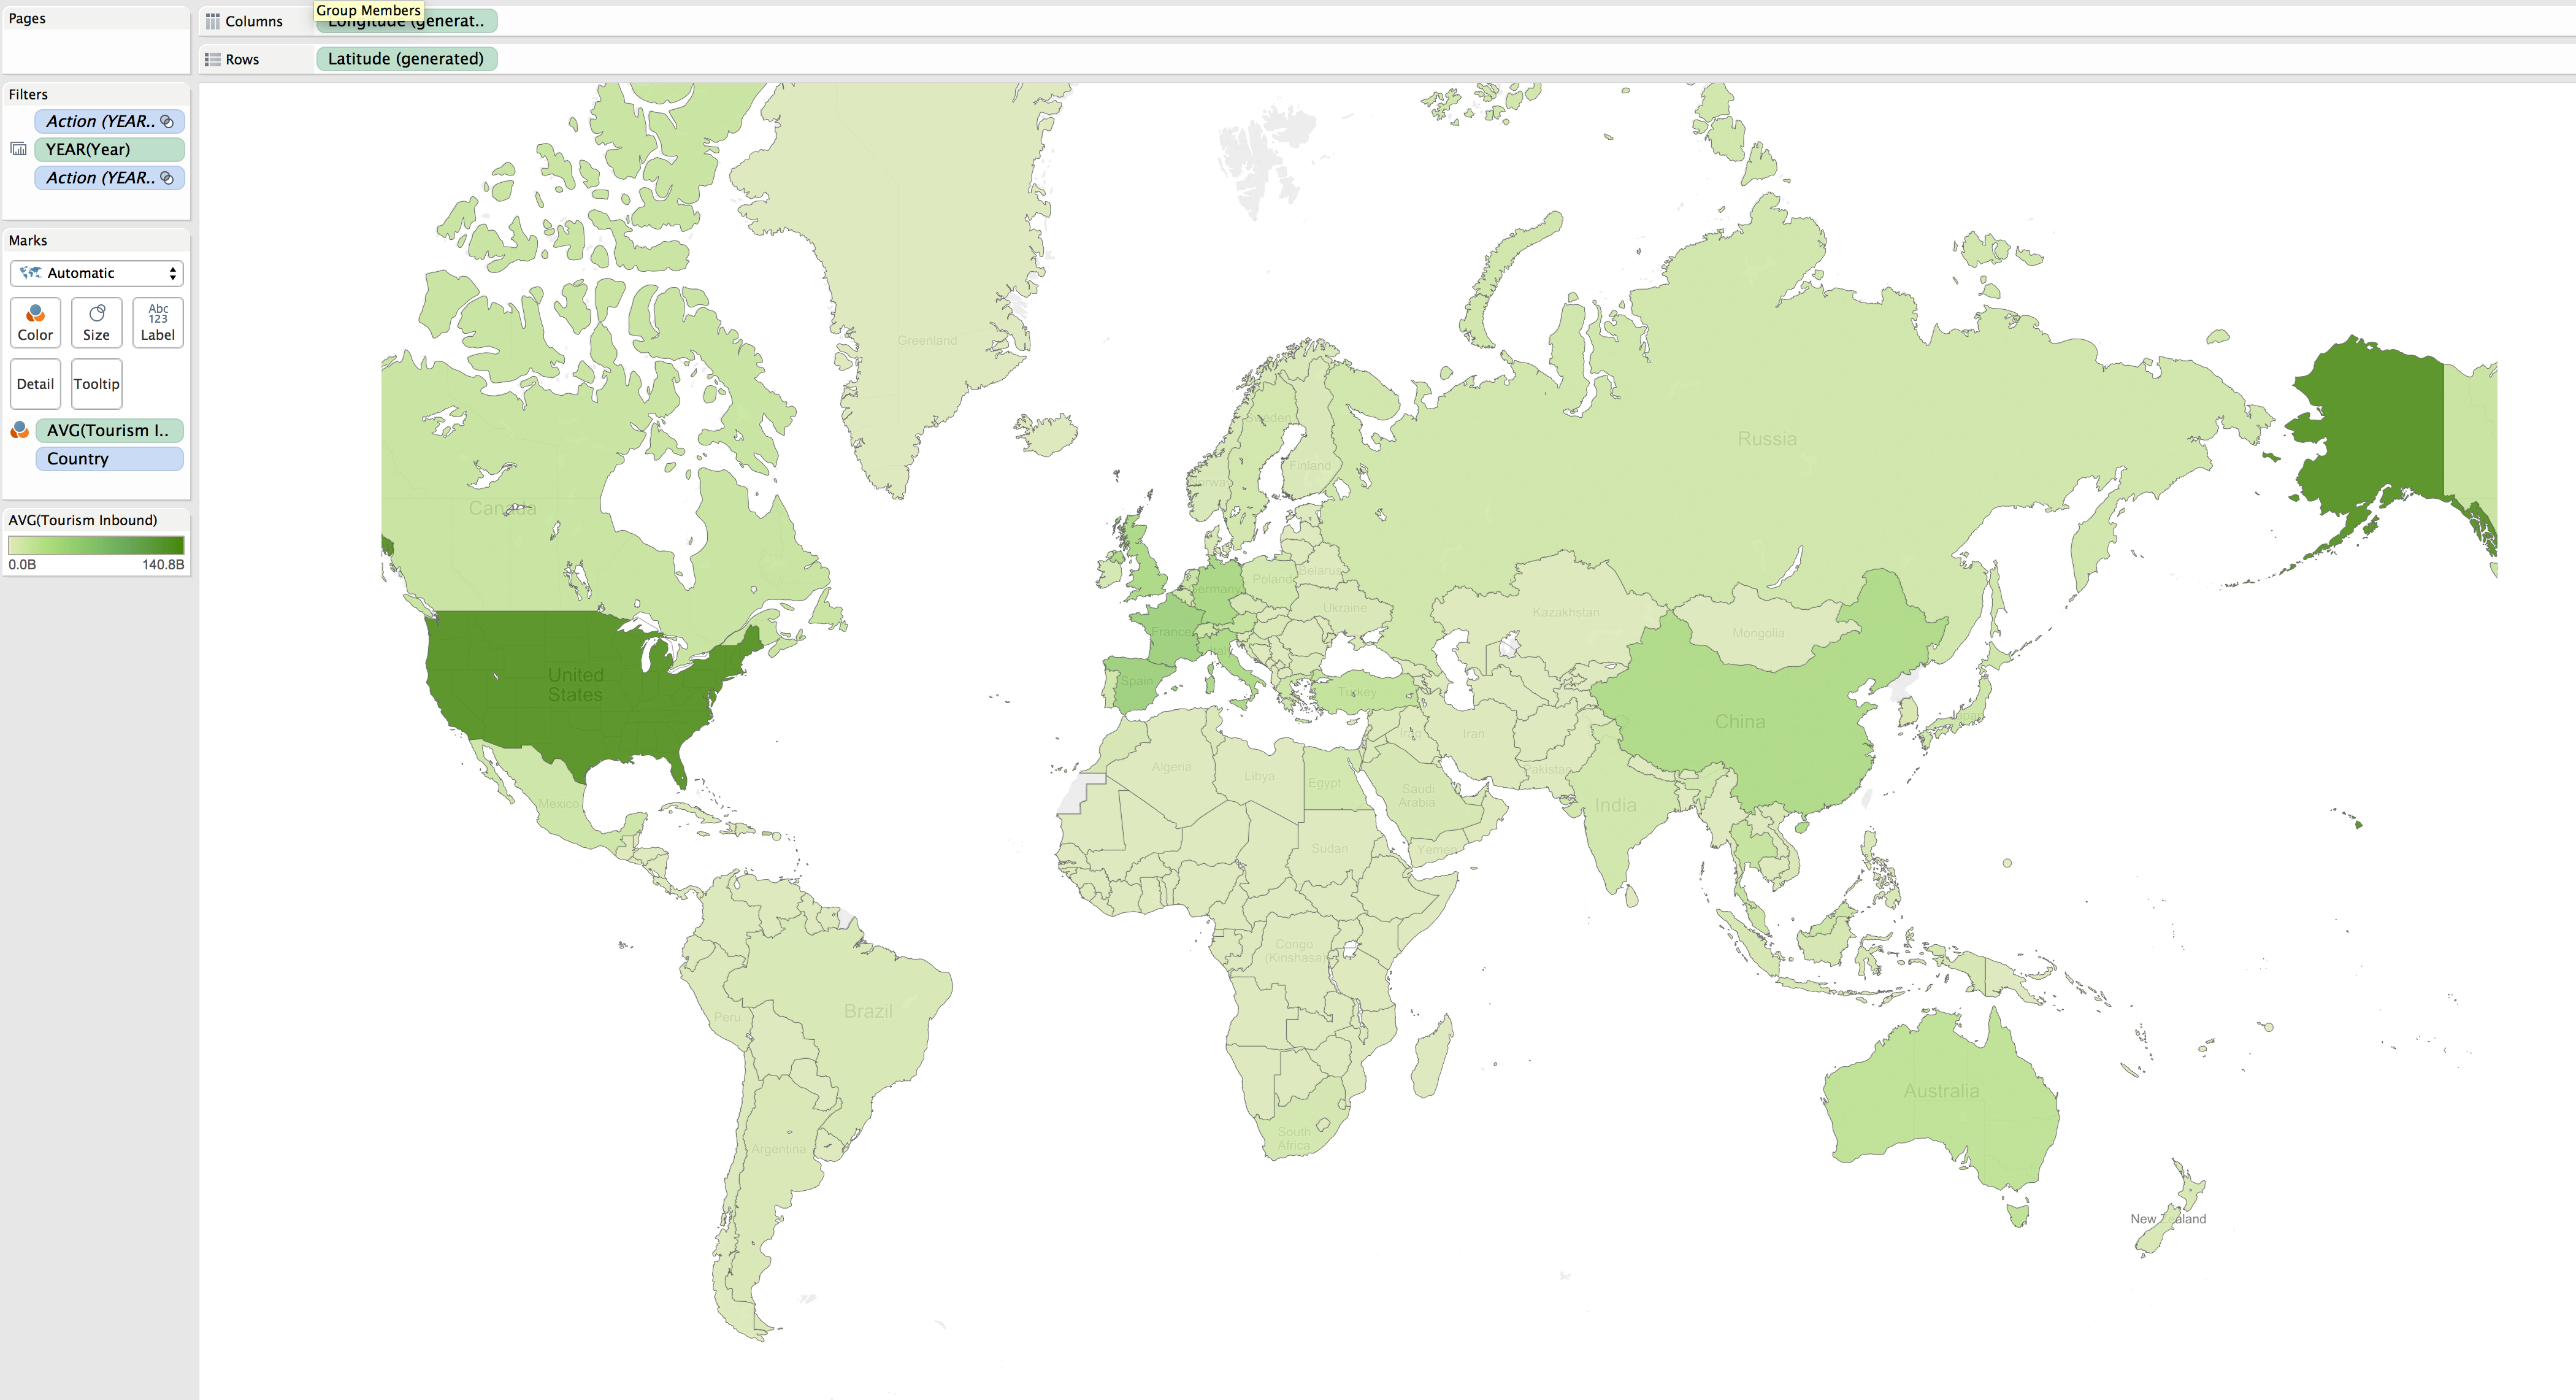 Pages
Group Members
Columns
Longitude (generat..
Rows
Latitude (generated)
Filters
Action (YEAR..
YEAR(Year)
Action (YEAR..
Marks
Automatic
Color
Size
Abc
123
Label
Detail
Tooltip
AVG(Tourism I..
Country
AVG(Tourism Inbound)
0.0B
140.8B
Greenland
Sweden
Russia
Finland
Norwa
Canada
Poland
Belarus
Germany
Ukraine
Kazakhstan
France
Mongolia
Italy
United
States
Spain
Turkey
China
Japan
Iraq
Iran
Algeria
Libya
Egypt
Pakistan
Saudi
Arabia
India
Mexico
Sudan
Yemen
Congo
(Kinshasa)
Brazil
Peru
Australia
South
Africa
Argentina
New Zealand